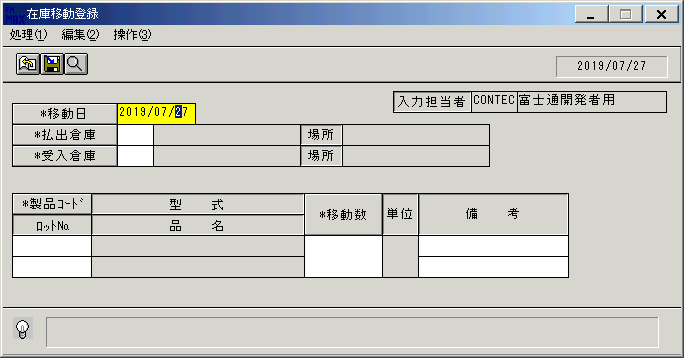 在庫移動登録
処理(1) 編集(2) 操作(3)
2019/07/27
入力担当者 CONTEC 富士通開発者用
*移動日 2019/07/27
*払出倉庫 場所
*受入倉庫 場所
*製品コード 型 式 *移動数 単位 備 考
ロットNo. 品 名